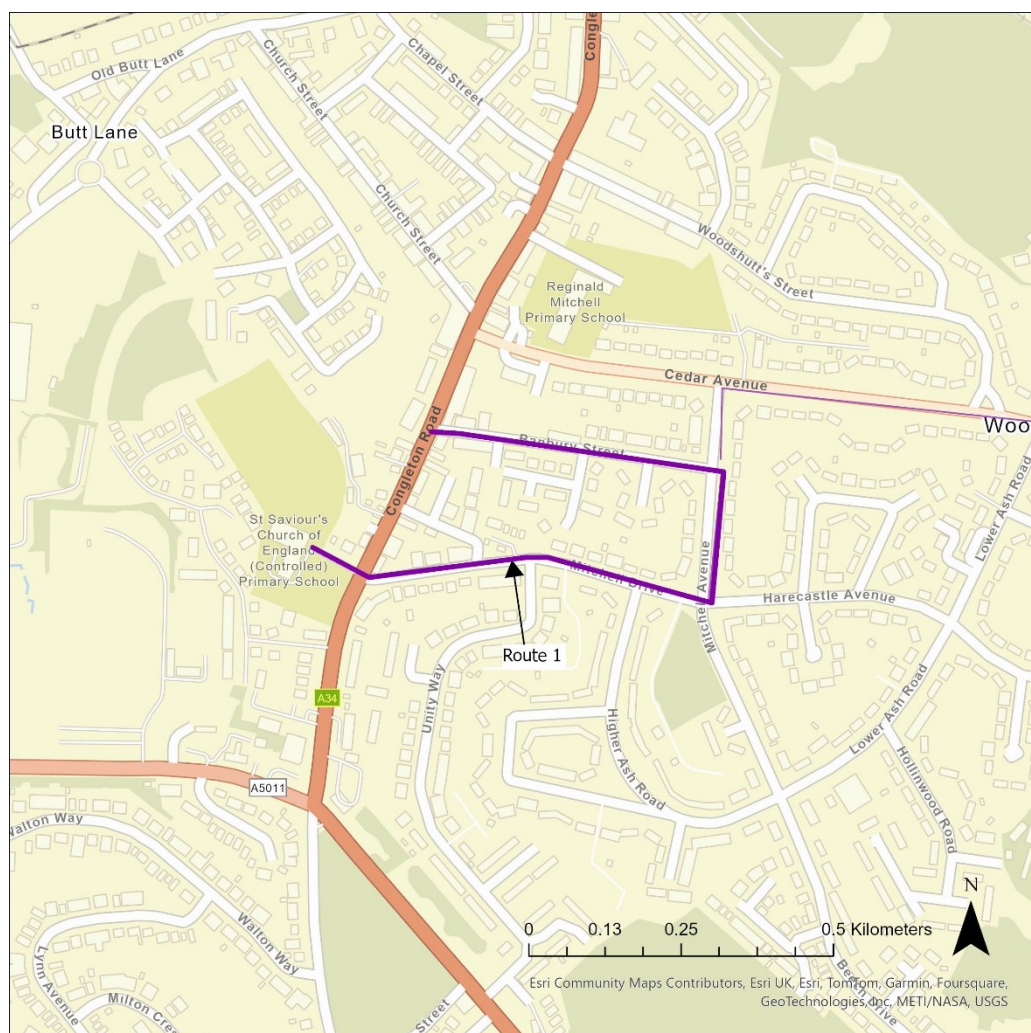 Old Butt Lane
Church Street
Chapel Street
Congle
Butt Lane
Church Street
Woodshutt's Street
Reginald
Mitchell
Primary School
Cedar Avenue
Woo
Congleton Road
Banbury Street
Lower Ash Road
St Saviour's
Church of
England
(Controlled)
Primary School
Mitchell Drive
Mitchell Avenue
Harecastle Avenue
Route 1
Unity Way
A34
Higher Ash Road
Lower Ash Road
Hollinwood Road
A5011
Walton Way
N
0 0.13 0.25 0.5 Kilometers
Walton Way
Lynn Avenue
Beech Drive
Milton Cres
Street
Esri Community Maps Contributors, Esri UK, Esri, TomTom, Garmin, Foursquare,
GeoTechnologies, Inc, METI/NASA, USGS